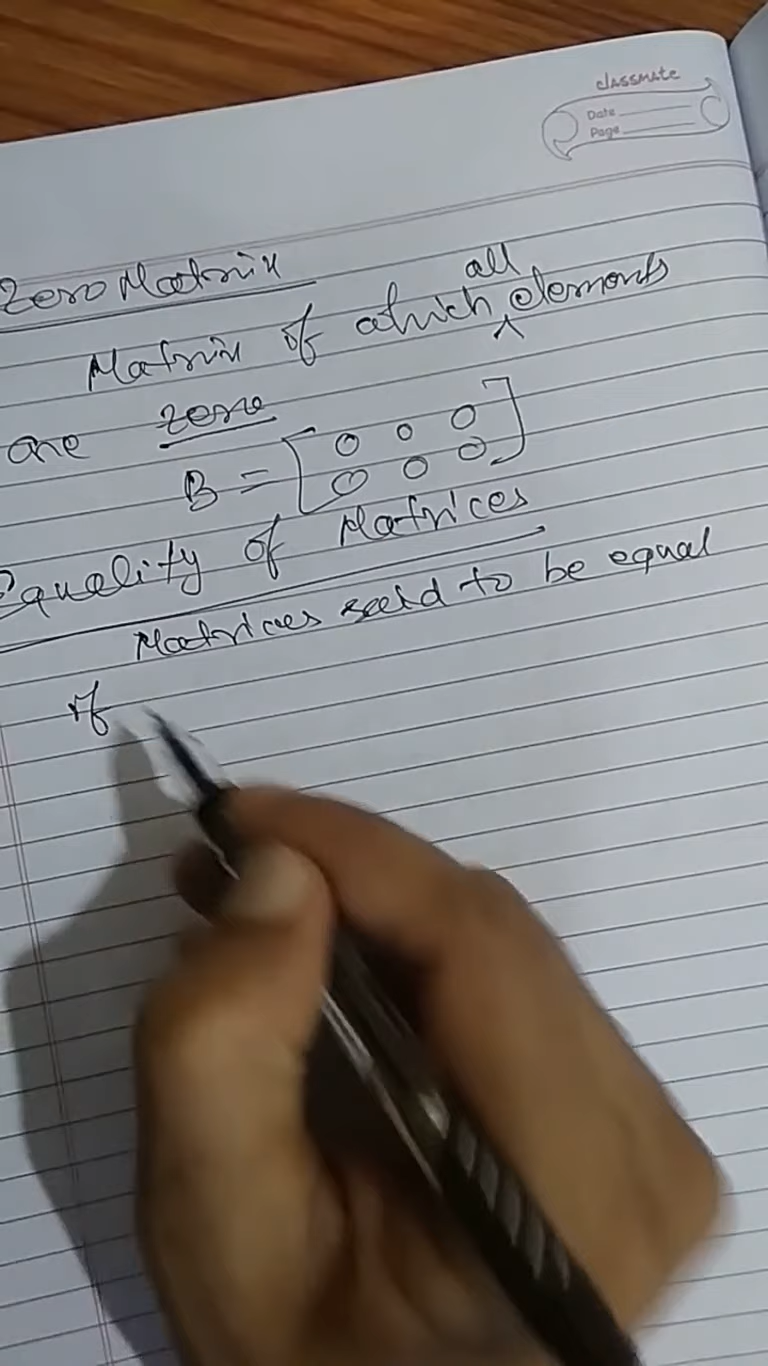 classmate
Date
Page
Zero Matrix
all
Matrix of which ^ elements
are zero
B = [0 0 0
0 0 0]
Equality of Matrices
Matrices said to be equal
if